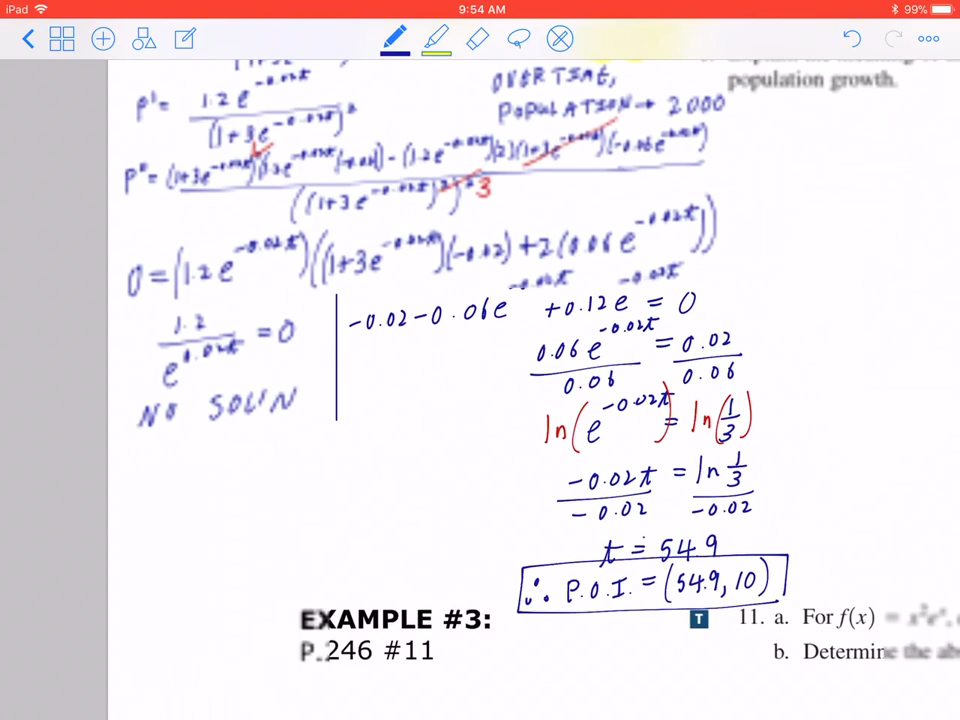 iPad 9:54 AM 99%
population growth.
P' = 1.2e^-0.02t / (1+3e^-0.02t)^2
OVER TIME,
POPULATION → 2000
P" = (1+3e^-0.02t)^2(1.2e^-0.02t)(-0.02) - (1.2e^-0.02t)(2)(1+3e^-0.02t)(-0.06e^-0.02t)
((1+3e^-0.02t)^2)^2 3
0 = (1.2e^-0.02t)((1+3e^-0.02t)(-0.02) + 2(0.06e^-0.02t))
1.2 / e^0.02t = 0
NO SOL'N
-0.02 - 0.06e^-0.02t + 0.12e^-0.02t = 0
0.06e^-0.02t / 0.06 = 0.02 / 0.06
ln(e^-0.02t) = ln(1/3)
-0.02t / -0.02 = ln 1/3 / -0.02
t ≐ 54.9
∴ P.O.I. = (54.9, 10)
EXAMPLE #3:
P. 246 #11
T 11. a. For f(x) = x²eˣ,
b. Determine the